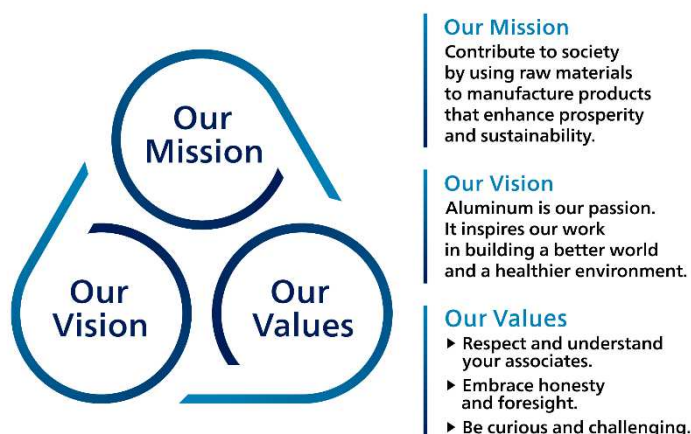 Our
Mission
Our
Vision
Our
Values
Our Mission
Contribute to society
by using raw materials
to manufacture products
that enhance prosperity
and sustainability.
Our Vision
Aluminum is our passion.
It inspires our work
in building a better world
and a healthier environment.
Our Values
▶ Respect and understand
your associates.
▶ Embrace honesty
and foresight.
▶ Be curious and challenging.